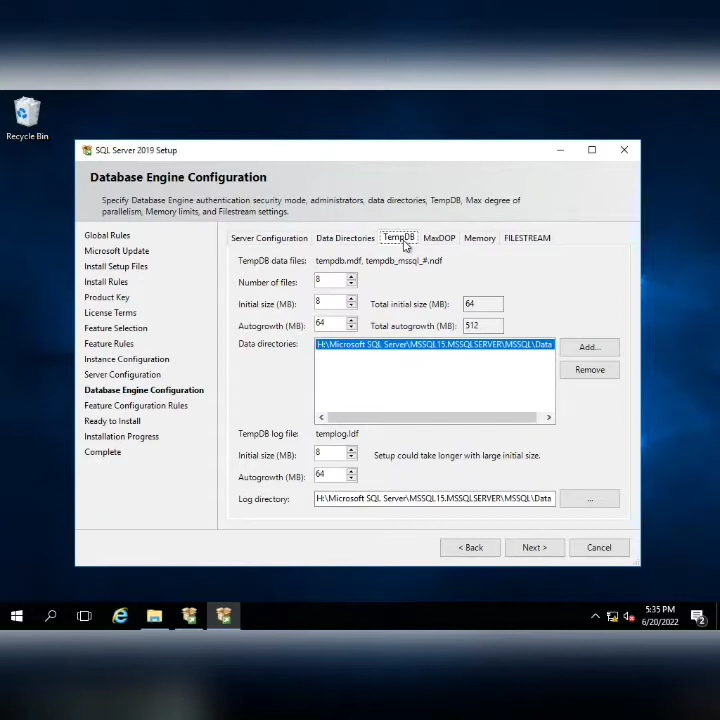 Recycle Bin
SQL Server 2019 Setup
Database Engine Configuration
Specify Database Engine authentication security mode, administrators, data directories, TempDB, Max degree of
parallelism, Memory limits, and Filestream settings.
Global Rules
Microsoft Update
Install Setup Files
Install Rules
Product Key
License Terms
Feature Selection
Feature Rules
Instance Configuration
Server Configuration
Database Engine Configuration
Feature Configuration Rules
Ready to Install
Installation Progress
Complete
Server Configuration Data Directories TempDB MaxDOP Memory FILESTREAM
TempDB data files: tempdb.mdf, tempdb_mssql_#.ndf
Number of files: 8
Initial size (MB): 8 Total initial size (MB): 64
Autogrowth (MB): 64 Total autogrowth (MB): 512
Data directories: H:\Microsoft SQL Server\MSSQL15.MSSQLSERVER\MSSQL\Data Add...
Remove
TempDB log file: templog.ldf
Initial size (MB): 8 Setup could take longer with large initial size.
Autogrowth (MB): 64
Log directory: H:\Microsoft SQL Server\MSSQL15.MSSQLSERVER\MSSQL\Data ...
< Back Next > Cancel
5:35 PM
6/20/2022
2